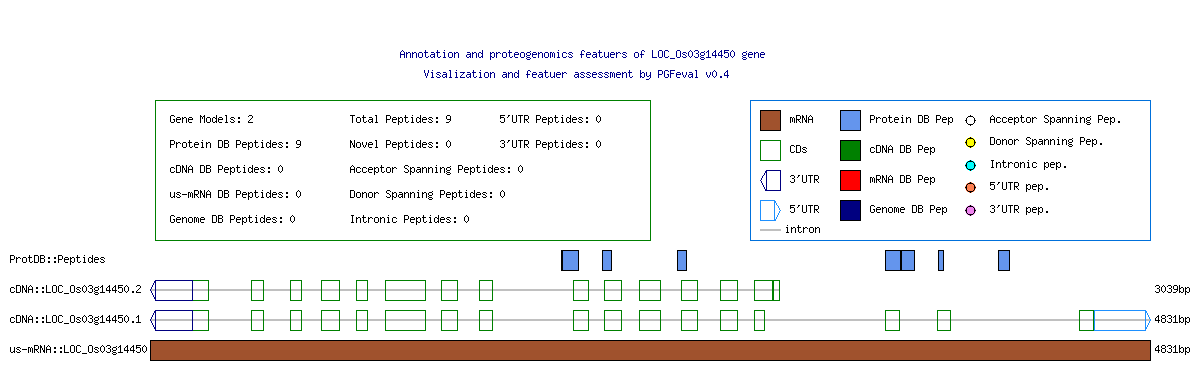 Annotation and proteogenomics featuers of LOC_Os03g14450 gene
Visalization and featuer assessment by PGFeval v0.4
Gene Models: 2 Total Peptides: 9 5'UTR Peptides: 0
Protein DB Peptides: 9 Novel Peptides: 0 3'UTR Peptides: 0
cDNA DB Peptides: 0 Acceptor Spanning Peptides: 0
us-mRNA DB Peptides: 0 Donor Spanning Peptides: 0
Genome DB Peptides: 0 Intronic Peptides: 0
mRNA Protein DB Pep Acceptor Spanning Pep.
CDs cDNA DB Pep Donor Spanning Pep.
3'UTR mRNA DB Pep Intronic pep.
5'UTR Genome DB Pep 5'UTR pep.
intron 3'UTR pep.
ProtDB::Peptides
cDNA::LOC_Os03g14450.2 3039bp
cDNA::LOC_Os03g14450.1 4831bp
us-mRNA::LOC_Os03g14450 4831bp